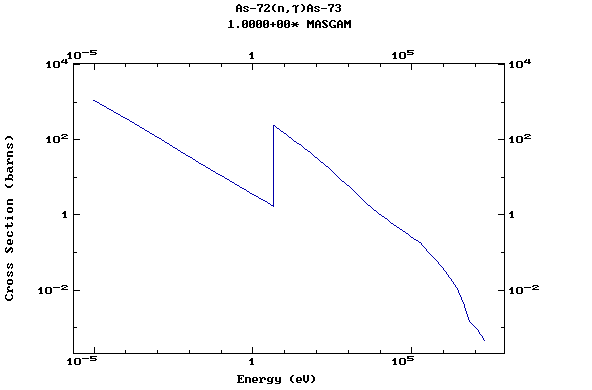 As-72(n,γ)As-73
1.0000+00* MASGAM
10⁻⁵ 1 10⁵
10⁴ 10⁴
10² 10²
1 1
10⁻² 10⁻²
10⁻⁵ 1 10⁵
Cross Section (barns)
Energy (eV)